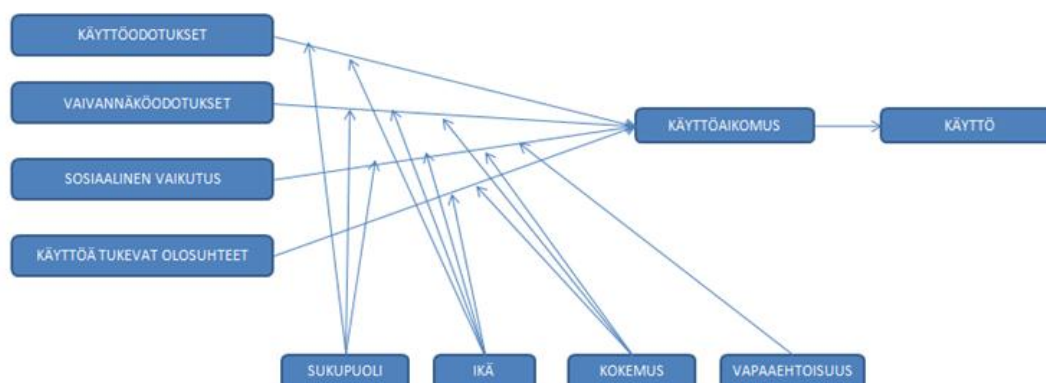 KÄYTTÖODOTUKSET
VAIVANNÄKÖODOTUKSET
KÄYTTÖAIKOMUS
KÄYTTÖ
SOSIAALINEN VAIKUTUS
KÄYTTÖÄ TUKEVAT OLOSUHTEET
SUKUPUOLI
IKÄ
KOKEMUS
VAPAAEHTOISUUS